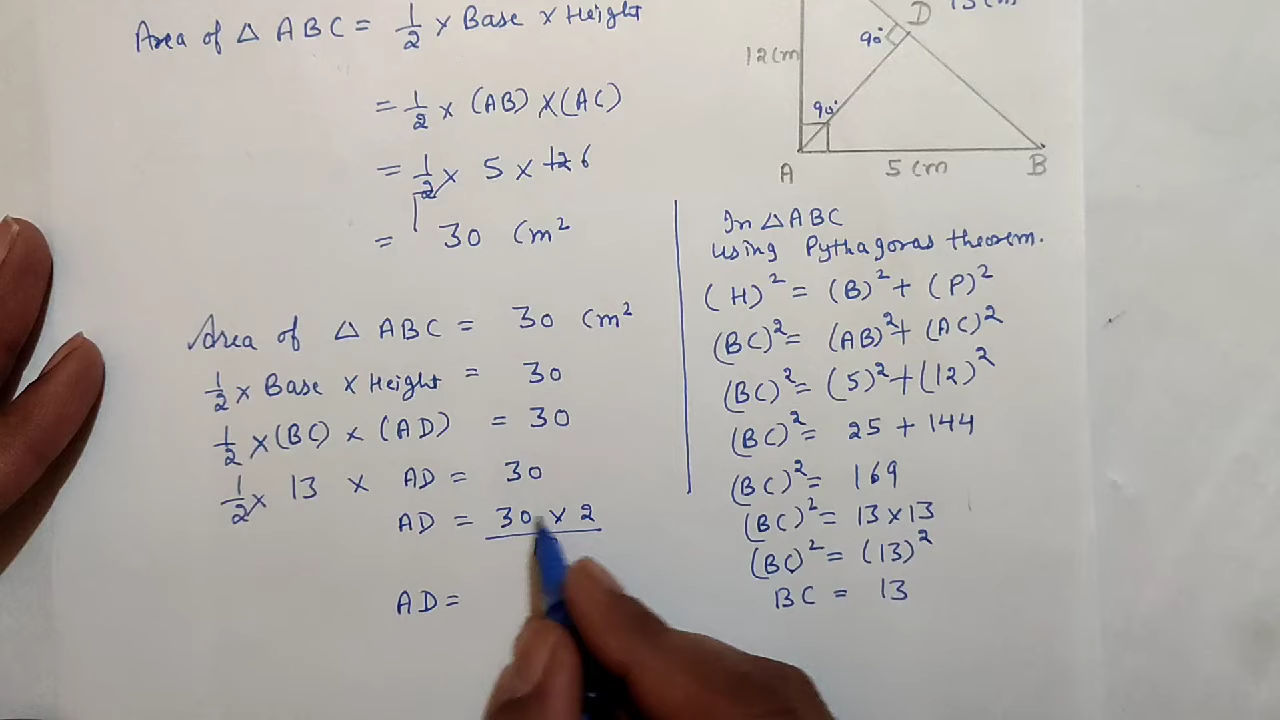 Area of △ ABC = 1/2 × Base × Height
= 1/2 × (AB) × (AC)
= 1/2 × 5 × 12 6
= 30 Cm²
Area of △ ABC = 30 Cm²
1/2 × Base × Height = 30
1/2 × (BC) × (AD) = 30
1/2 × 13 × AD = 30
AD = 30 × 2
AD =
D
90°
12 Cm
90°
A
5 Cm
B
In △ABC
using Pythagoras theorem.
(H)² = (B)² + (P)²
(BC)² = (AB)² + (AC)²
(BC)² = (5)² + (12)²
(BC)² = 25 + 144
(BC)² = 169
(BC)² = 13 × 13
(BC)² = (13)²
BC = 13